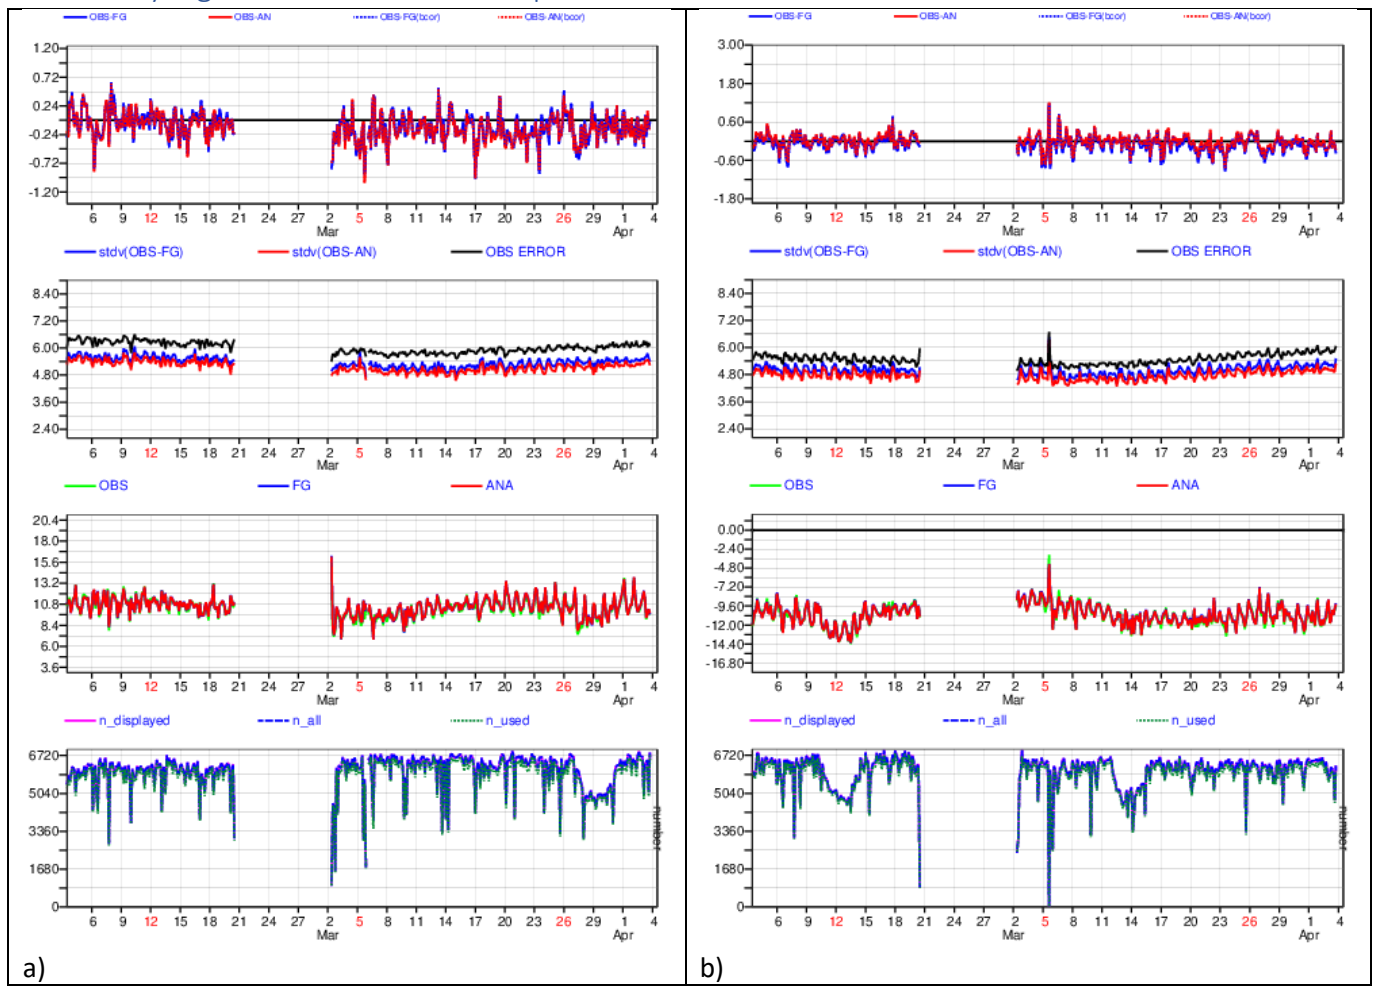 OBS-FG OBS-AN OBS-FG(bcor) OBS-AN(bcor)
1.20
0.72
0.24
-0.24
-0.72
-1.20
6 9 12 15 18 21 24 27 2 5 8 11 14 17 20 23 26 29 1 4
Mar Apr
stdv(OBS-FG) stdv(OBS-AN) OBS ERROR
8.40
7.20
6.00
4.80
3.60
2.40
6 9 12 15 18 21 24 27 2 5 8 11 14 17 20 23 26 29 1 4
Mar Apr
OBS FG ANA
20.4
18.0
15.6
13.2
10.8
8.4
6.0
3.6
6 9 12 15 18 21 24 27 2 5 8 11 14 17 20 23 26 29 1 4
Mar Apr
n_displayed n_all n_used
6720
5040
3360
1680
0
number
6 9 12 15 18 21 24 27 2 5 8 11 14 17 20 23 26 29 1 4
Mar Apr
a)
OBS-FG OBS-AN OBS-FG(bcor) OBS-AN(bcor)
3.00
1.80
0.60
-0.60
-1.80
6 9 12 15 18 21 24 27 2 5 8 11 14 17 20 23 26 29 1 4
Mar Apr
stdv(OBS-FG) stdv(OBS-AN) OBS ERROR
8.40
7.20
6.00
4.80
3.60
2.40
6 9 12 15 18 21 24 27 2 5 8 11 14 17 20 23 26 29 1 4
Mar Apr
OBS FG ANA
0.00
-2.40
-4.80
-7.20
-9.60
-12.00
-14.40
-16.80
6 9 12 15 18 21 24 27 2 5 8 11 14 17 20 23 26 29 1 4
Mar Apr
n_displayed n_all n_used
6720
5040
3360
1680
0
number
6 9 12 15 18 21 24 27 2 5 8 11 14 17 20 23 26 29 1 4
Mar Apr
b)